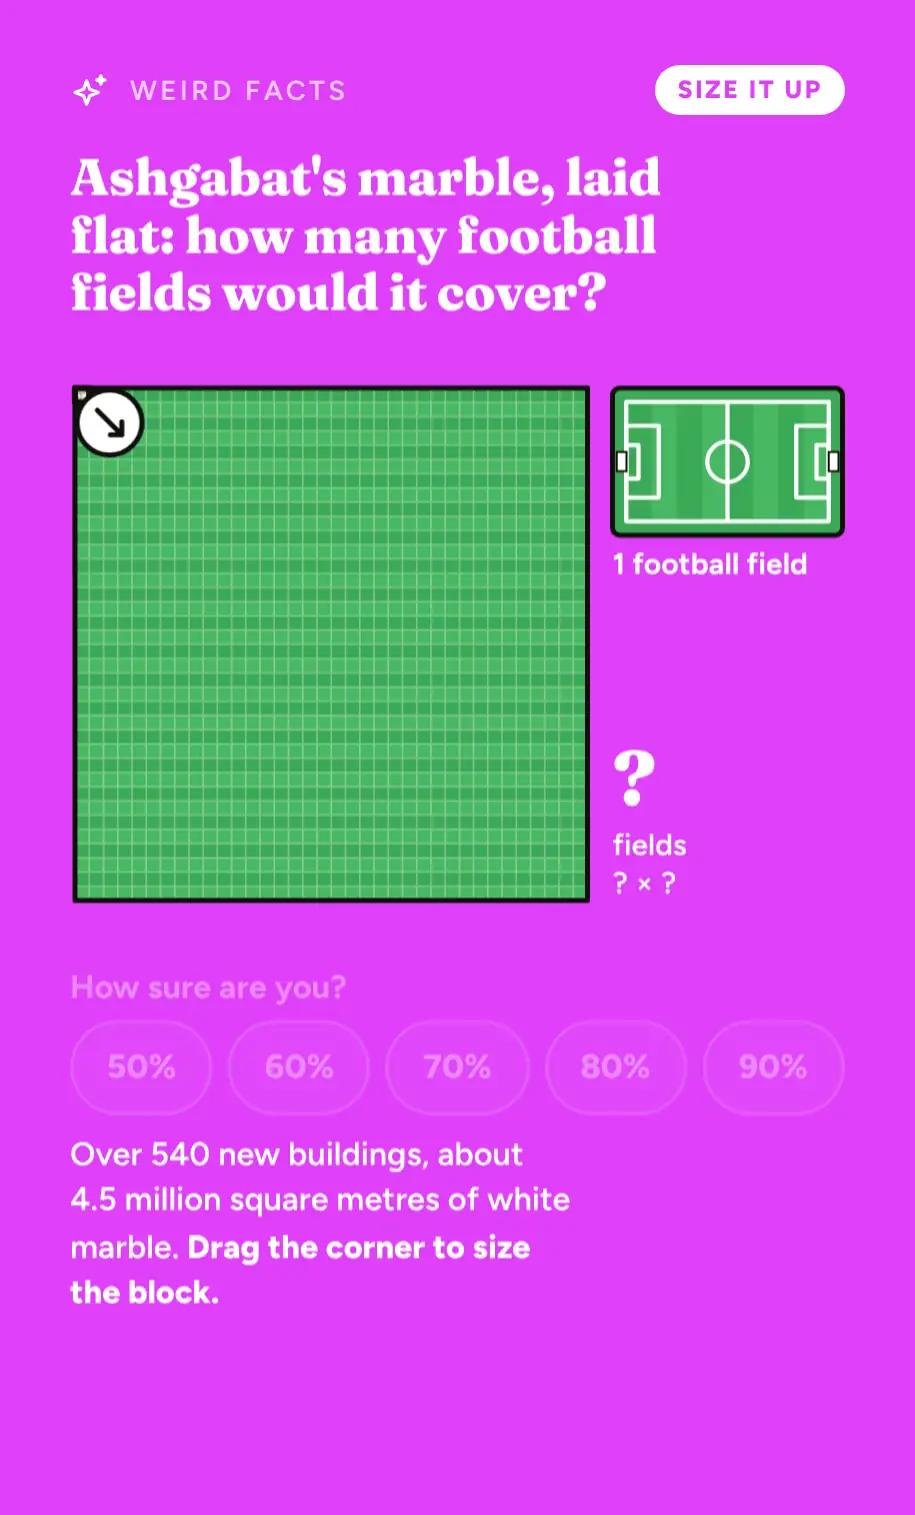 WEIRD FACTS
SIZE IT UP
Ashgabat's marble, laid
flat: how many football
fields would it cover?
1 football field
?
fields
? × ?
How sure are you?
50%
60%
70%
80%
90%
Over 540 new buildings, about
4.5 million square metres of white
marble. Drag the corner to size
the block.